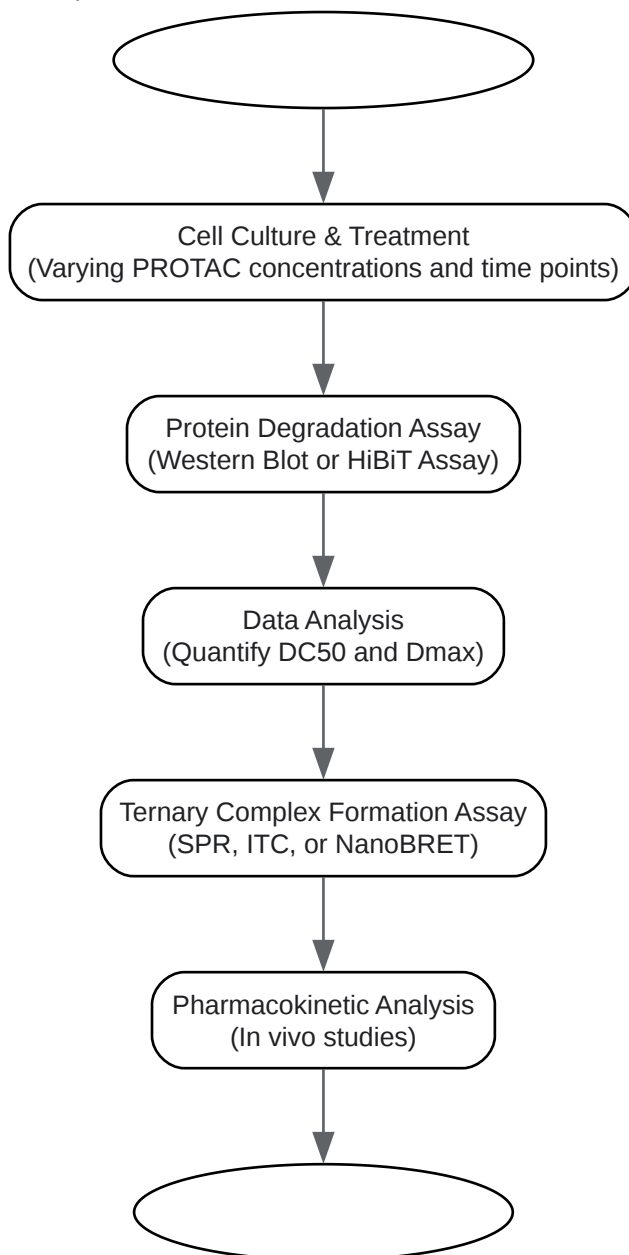 Cell Culture & Treatment
(Varying PROTAC concentrations and time points)
Protein Degradation Assay
(Western Blot or HiBiT Assay)
Data Analysis
(Quantify DC50 and Dmax)
Ternary Complex Formation Assay
(SPR, ITC, or NanoBRET)
Pharmacokinetic Analysis
(In vivo studies)